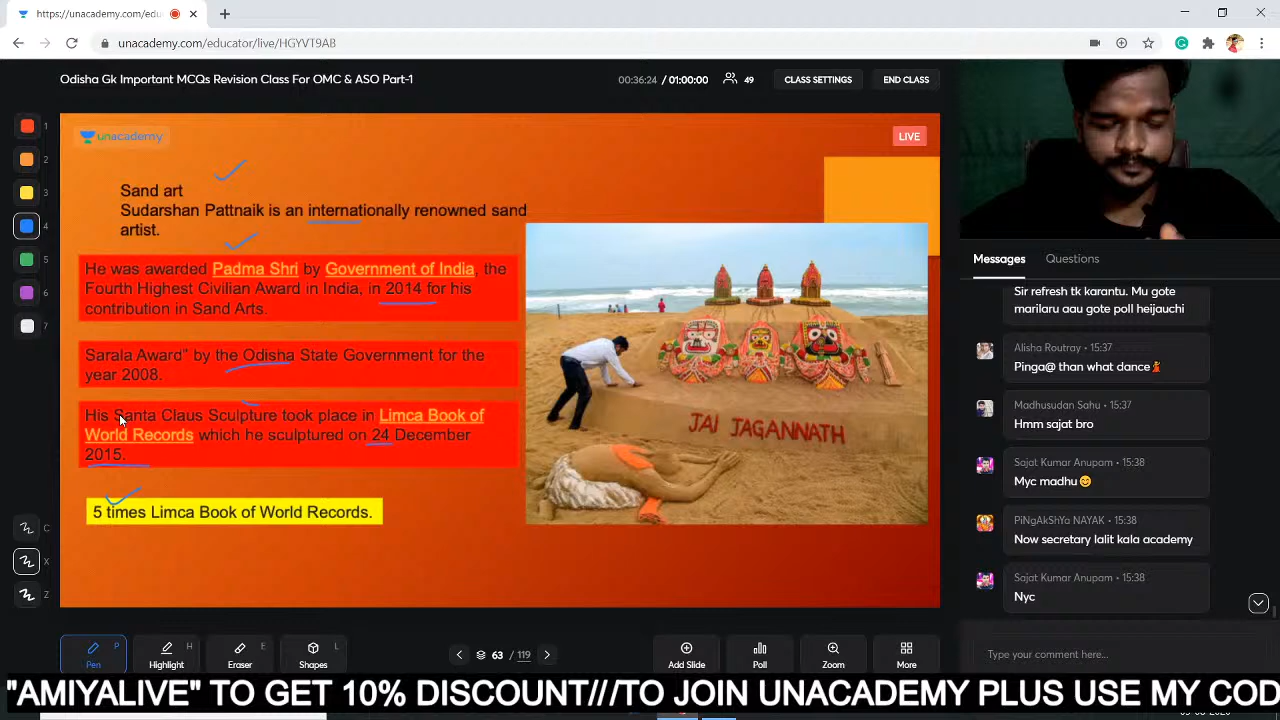 https://unacademy.com/edu
unacademy.com/educator/live/HGYVT9AB
Odisha Gk Important MCQs Revision Class For OMC & ASO Part-1
00:36:24 / 01:00:00
49
CLASS SETTINGS
END CLASS
1
2
3
4
5
6
7
C
X
Z
unacademy
LIVE
Sand art
Sudarshan Pattnaik is an internationally renowned sand
artist.
He was awarded Padma Shri by Government of India, the
Fourth Highest Civilian Award in India, in 2014 for his
contribution in Sand Arts.
Sarala Award" by the Odisha State Government for the
year 2008.
His Santa Claus Sculpture took place in Limca Book of
World Records which he sculptured on 24 December
2015.
5 times Limca Book of World Records.
JAI JAGANNATH
Messages
Questions
Sir refresh tk karantu. Mu gote
marilaru aau gote poll heijauchi
Alisha Routray • 15:37
Pinga@ than what dance
Madhusudan Sahu • 15:37
Hmm sajat bro
Sajat Kumar Anupam • 15:38
Myc madhu
PiNgAkShYa NAYAK • 15:38
Now secretary lalit kala academy
Sajat Kumar Anupam • 15:38
Nyc
Type your comment here...
P
Pen
H
Highlight
E
Eraser
L
Shapes
63 / 119
Add Slide
Poll
Zoom
More
"AMIYALIVE" TO GET 10% DISCOUNT///TO JOIN UNACADEMY PLUS USE MY COD